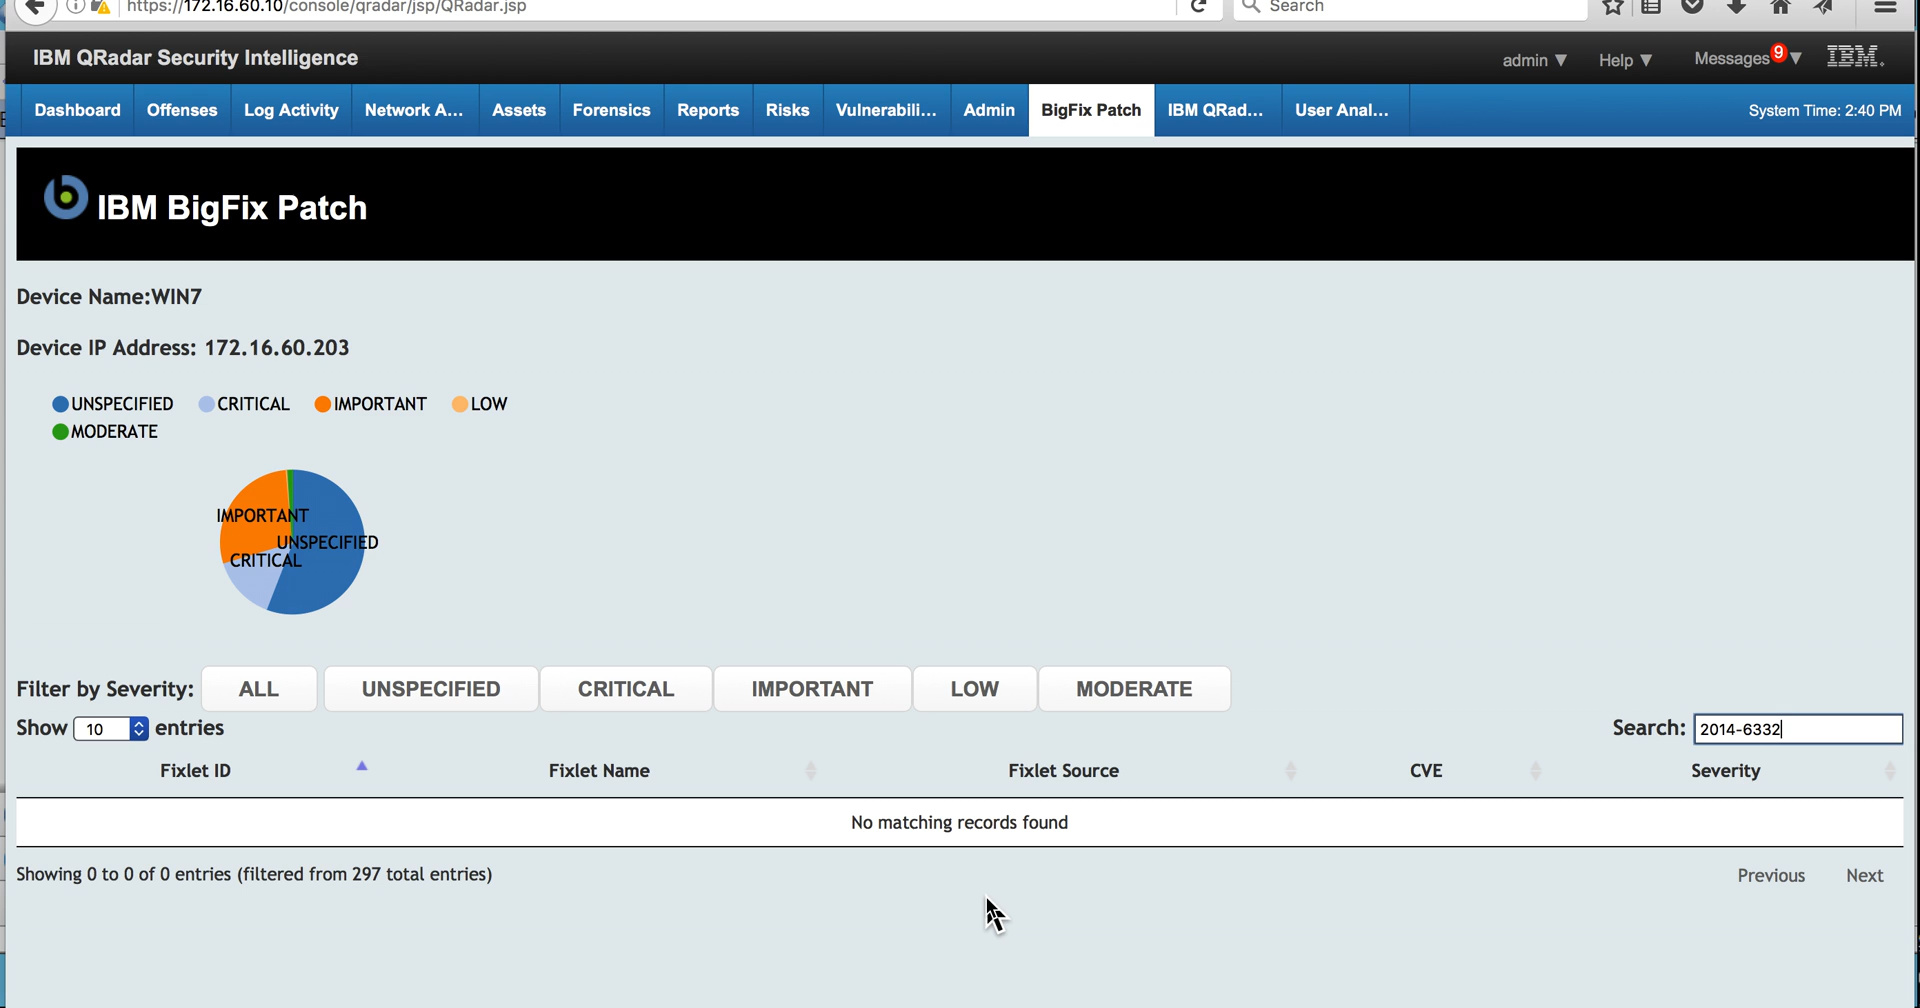 https://172.16.60.10/console/qradar/jsp/QRadar.jsp
Search
IBM QRadar Security Intelligence
admin ▼ Help ▼ Messages 9 ▼ IBM.
Dashboard Offenses Log Activity Network A... Assets Forensics Reports Risks Vulnerabili... Admin BigFix Patch IBM QRad... User Anal... System Time: 2:40 PM
IBM BigFix Patch
Device Name:WIN7
Device IP Address: 172.16.60.203
UNSPECIFIED CRITICAL IMPORTANT LOW
MODERATE
IMPORTANT
UNSPECIFIED
CRITICAL
Filter by Severity: ALL UNSPECIFIED CRITICAL IMPORTANT LOW MODERATE
Show 10 entries Search: 2014-6332
Fixlet ID Fixlet Name Fixlet Source CVE Severity
No matching records found
Showing 0 to 0 of 0 entries (filtered from 297 total entries) Previous Next